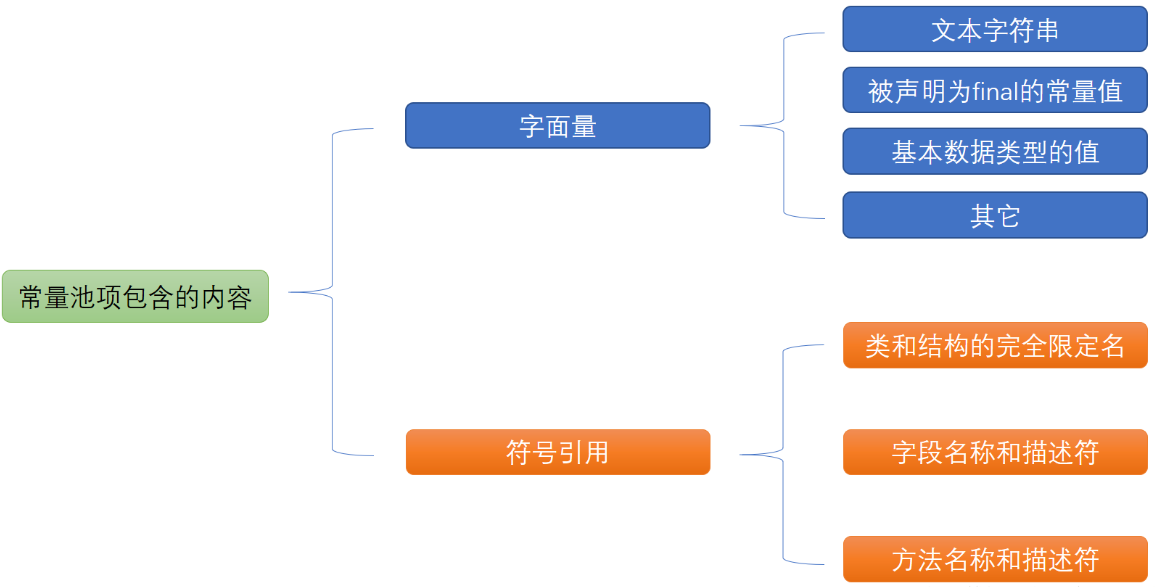 常量池项包含的内容
字面量
文本字符串
被声明为final的常量值
基本数据类型的值
其它
符号引用
类和结构的完全限定名
字段名称和描述符
方法名称和描述符